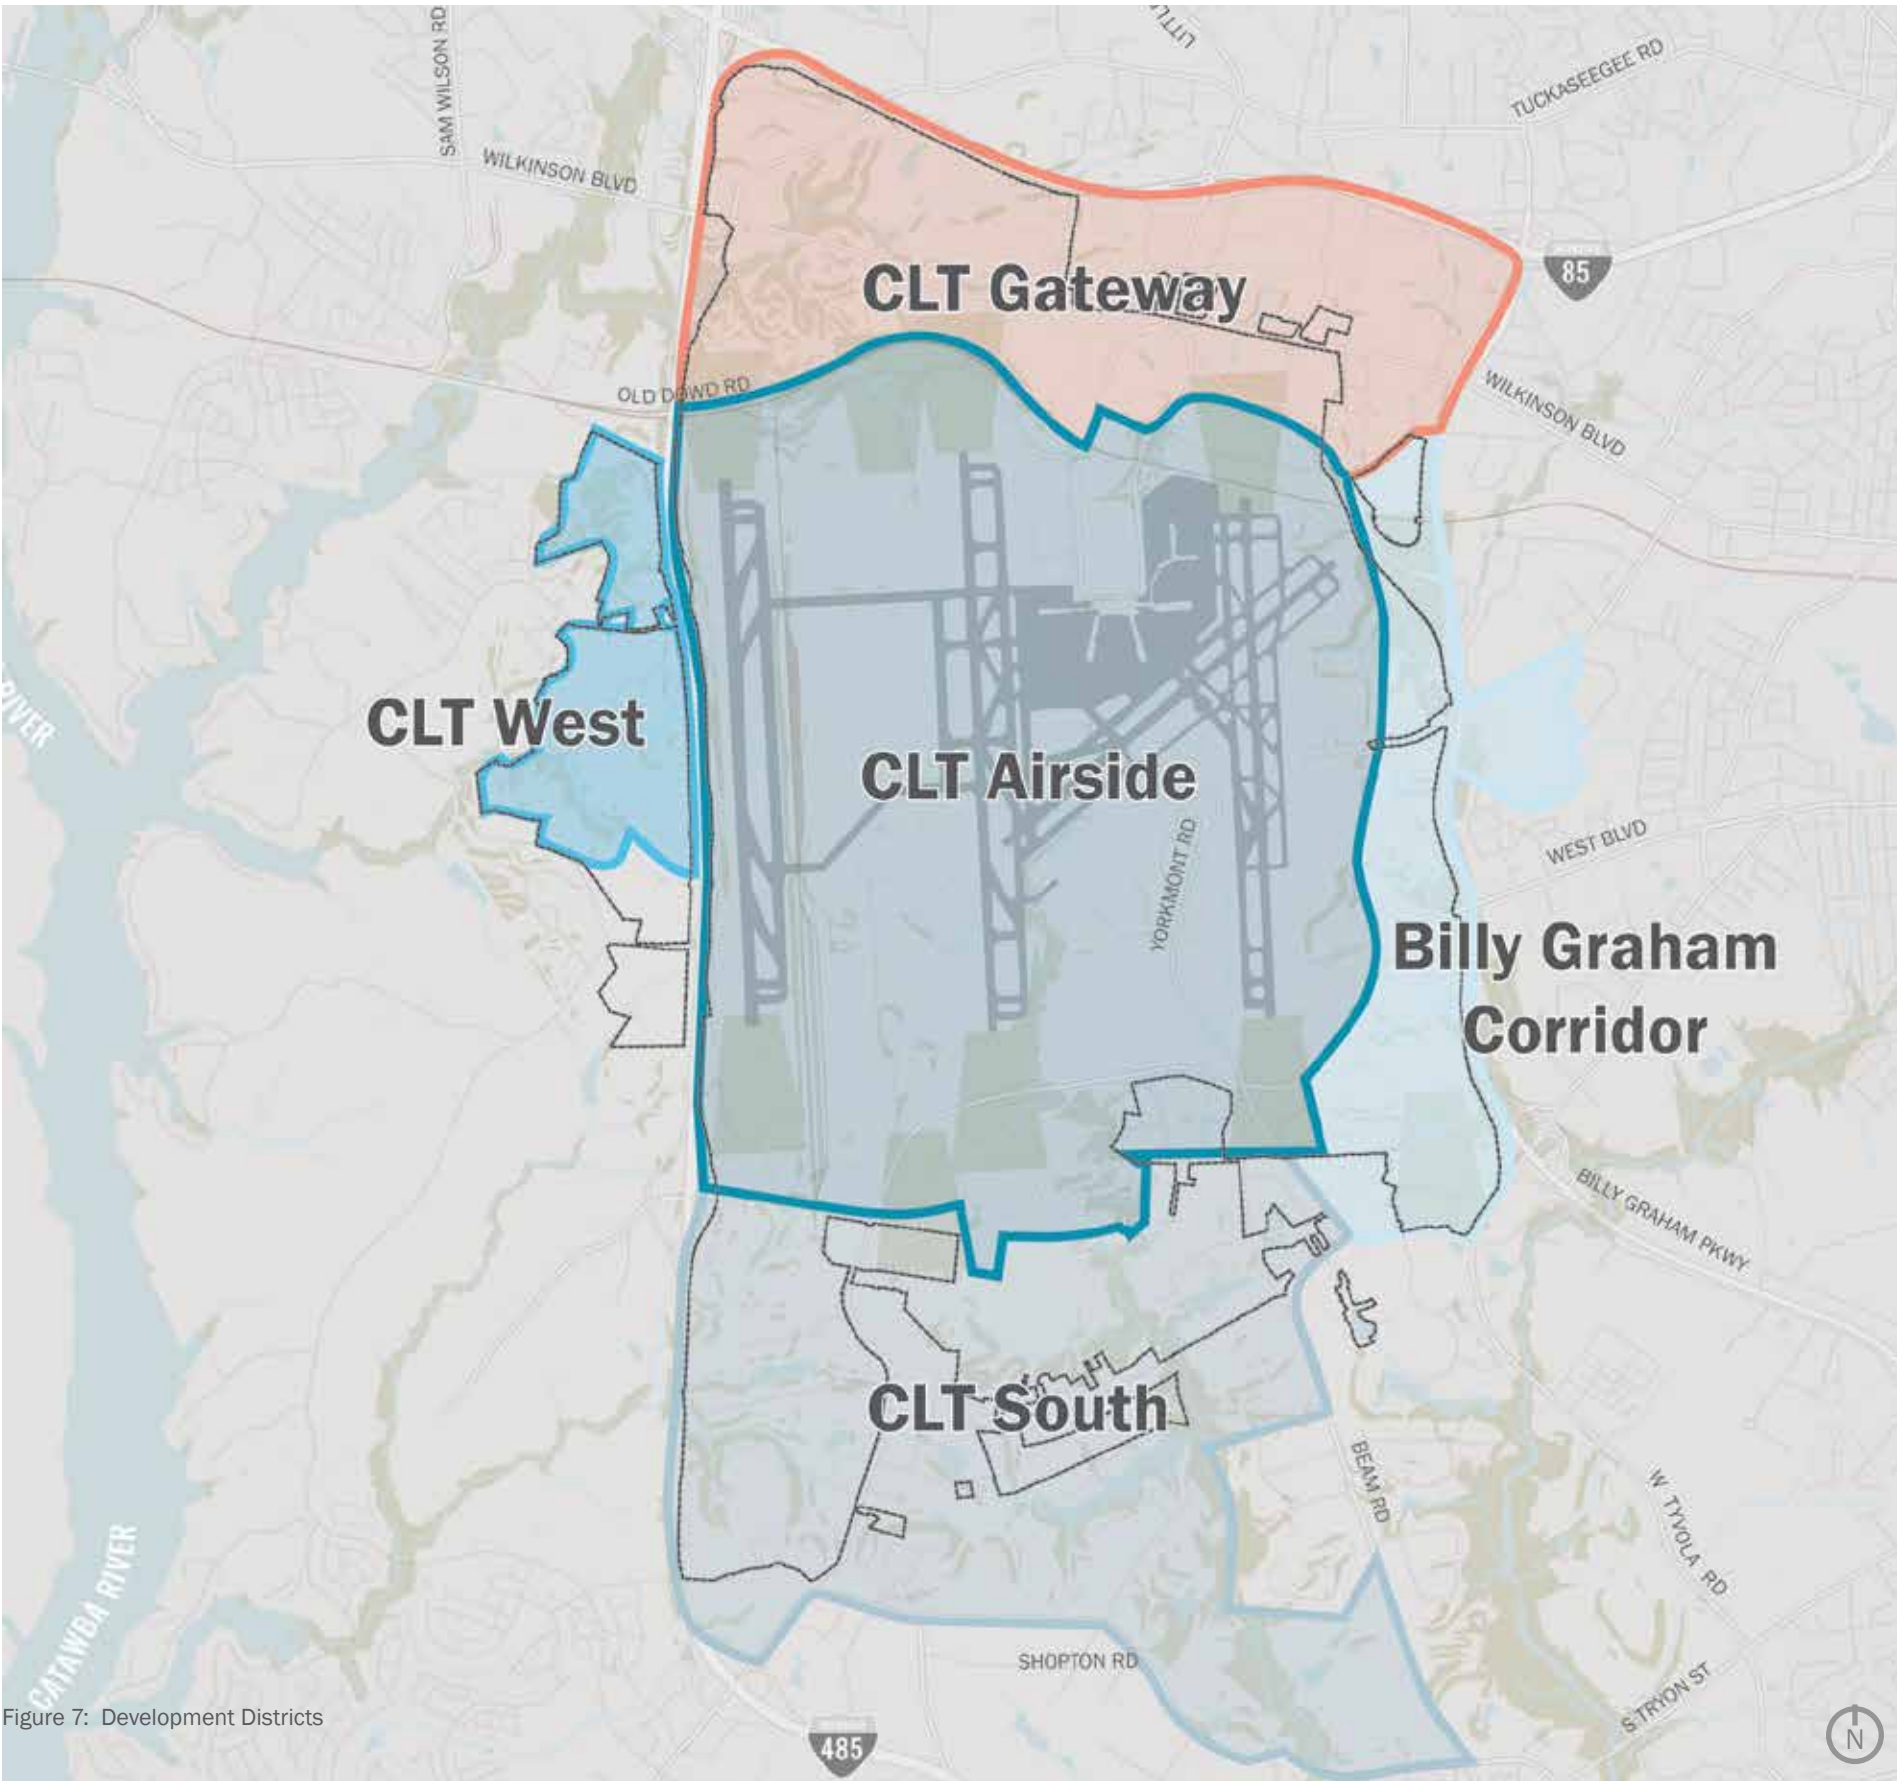 LITTL
SAM WILSON RD
TUCKASEEGEE RD
WILKINSON BLVD
85
CLT Gateway
OLD DOWD RD
WILKINSON BLVD
RIVER
CLT West
CLT Airside
YORKMONT RD
WEST BLVD
Billy Graham
Corridor
BILLY GRAHAM PKWY
CLT South
BEAM RD
W TYVOLA RD
CATAWBA RIVER
SHOPTON RD
S TRYON ST
Figure 7: Development Districts
485
N